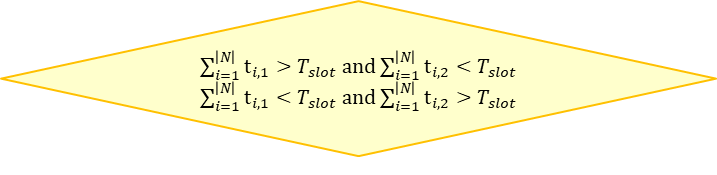 ∑_{i=1}^{|N|} t_{i,1} > T_{slot} and ∑_{i=1}^{|N|} t_{i,2} < T_{slot}
∑_{i=1}^{|N|} t_{i,1} < T_{slot} and ∑_{i=1}^{|N|} t_{i,2} > T_{slot}